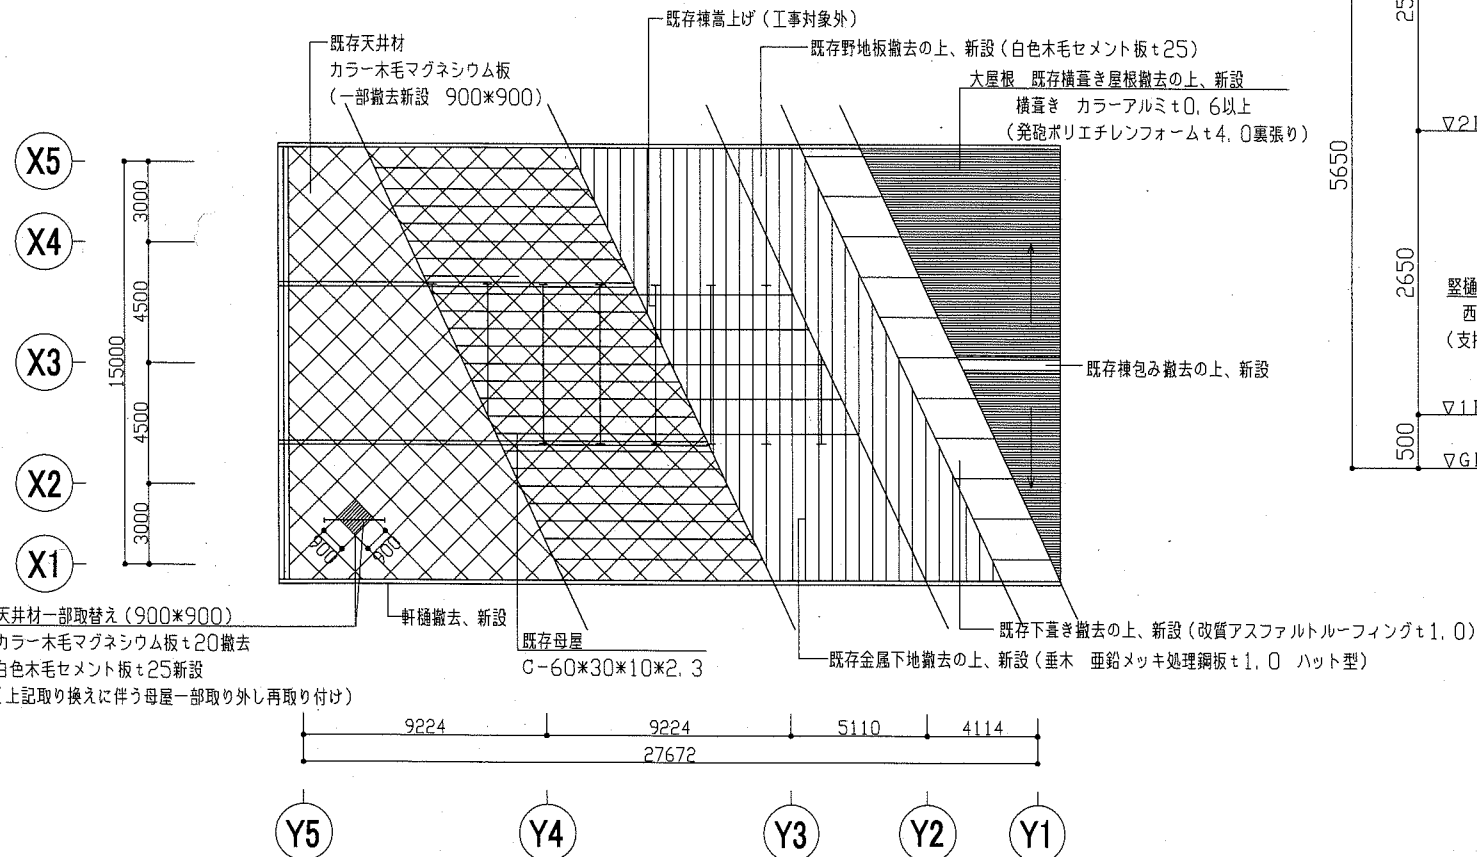 既存棟嵩上げ（工事対象外）
既存天井材
カラー木毛マグネシウム板
（一部撤去新設　900*900）
既存野地板撤去の上、新設（白色木毛セメント板t25）
大屋根　既存横葺き屋根撤去の上、新設
横葺き　カラーアルミt0.6以上
（発砲ポリエチレンフォームt4.0裏張り）
X5
X4
X3
X2
X1
3000
4500
4500
3000
15000
既存棟包み撤去の上、新設
900
900
天井材一部取替え（900*900）
カラー木毛マグネシウム板t20撤去
白色木毛セメント板t25新設
（上記取り換えに伴う母屋一部取り外し再取り付け）
軒樋撤去、新設
既存母屋
C-60*30*10*2.3
既存下葺き撤去の上、新設（改質アスファルトルーフィングt1.0）
既存金属下地撤去の上、新設（垂木　亜鉛メッキ処理鋼板t1.0　ハット型）
9224
9224
5110
4114
27672
Y5
Y4
Y3
Y2
Y1
5650
25
2650
500
▽2
▽1
▽G
竪樋
西
（支